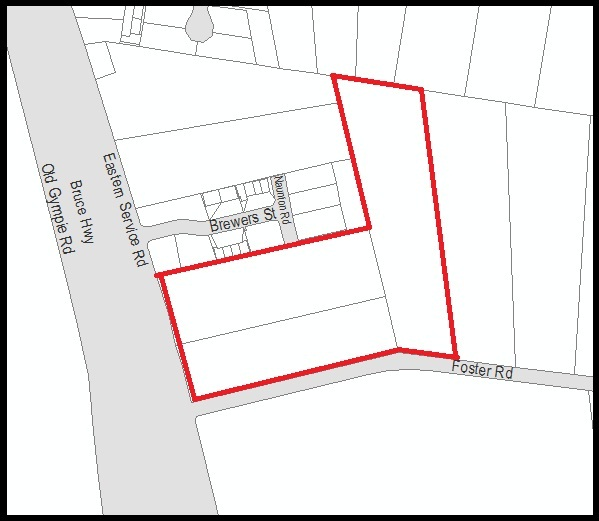 Old Gympie Rd
Bruce Hwy
Eastern Service Rd
Brewers St
Naunton Rd
Foster Rd